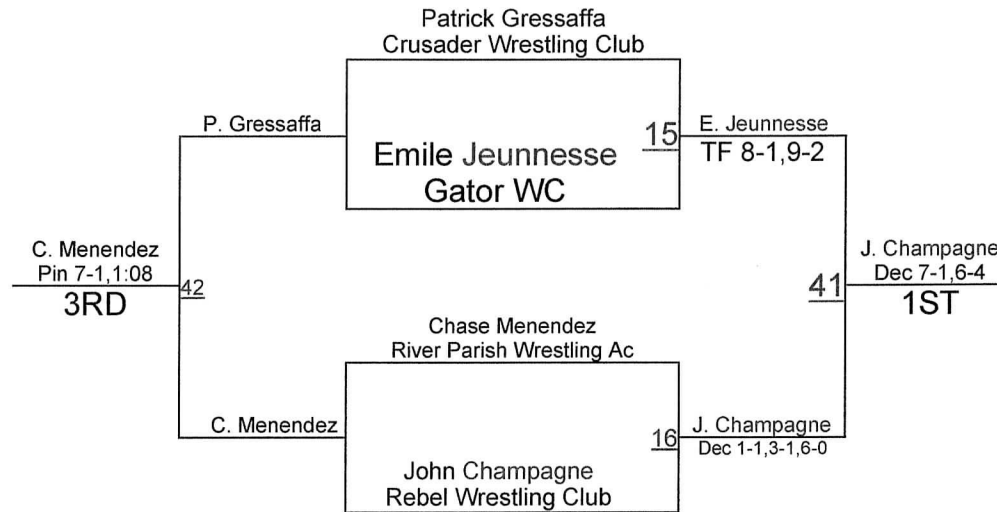 Patrick Gressaffa
Crusader Wrestling Club
P. Gressaffa
15
E. Jeunnesse
TF 8-1,9-2
Emile Jeunnesse
Gator WC
C. Menendez
Pin 7-1,1:08
3RD
42
41
J. Champagne
Dec 7-1,6-4
1ST
Chase Menendez
River Parish Wrestling Ac
C. Menendez
16
J. Champagne
Dec 1-1,3-1,6-0
John Champagne
Rebel Wrestling Club